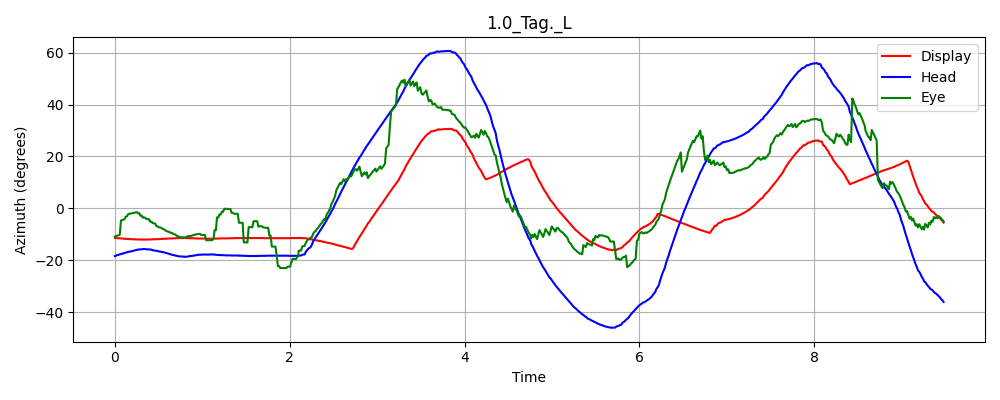 1.0_Tag._L
Azimuth (degrees)
60
40
20
0
−20
−40
Display
Head
Eye
0 2 4 6 8
Time